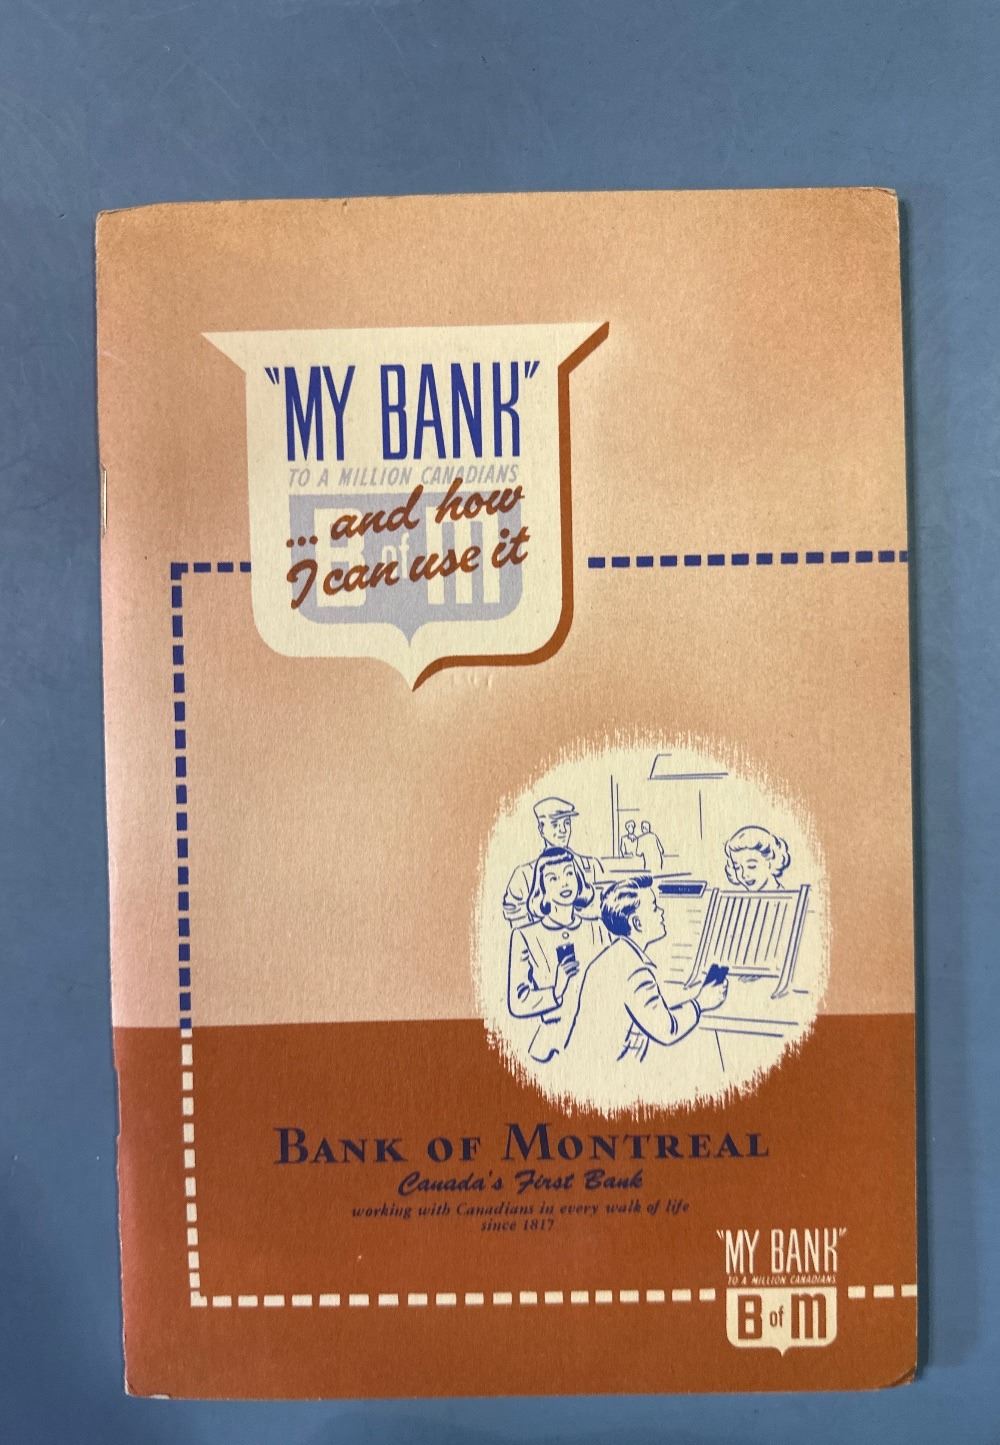 "MY BANK"
TO A MILLION CANADIANS
B of M
... and how
I can use it
BANK OF MONTREAL
Canada's First Bank
working with Canadians in every walk of life
since 1817
"MY BANK"
TO A MILLION CANADIANS
B of M